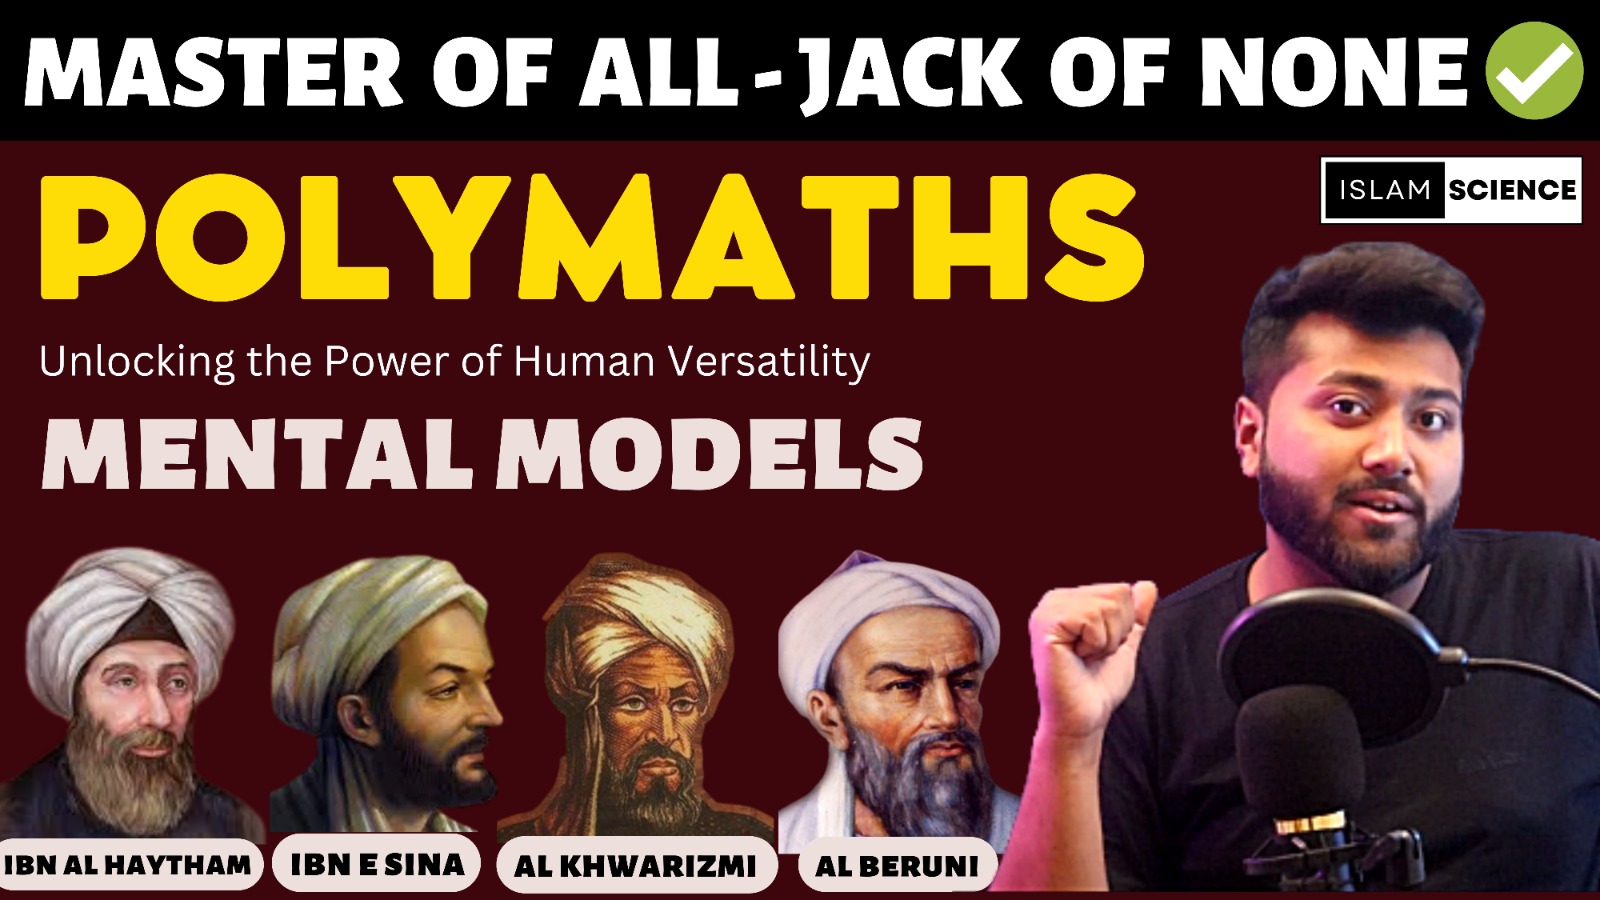 MASTER OF ALL - JACK OF NONE
POLYMATHS
ISLAM SCIENCE
Unlocking the Power of Human Versatility
MENTAL MODELS
IBN AL HAYTHAM
IBN E SINA
AL KHWARIZMI
AL BERUNI